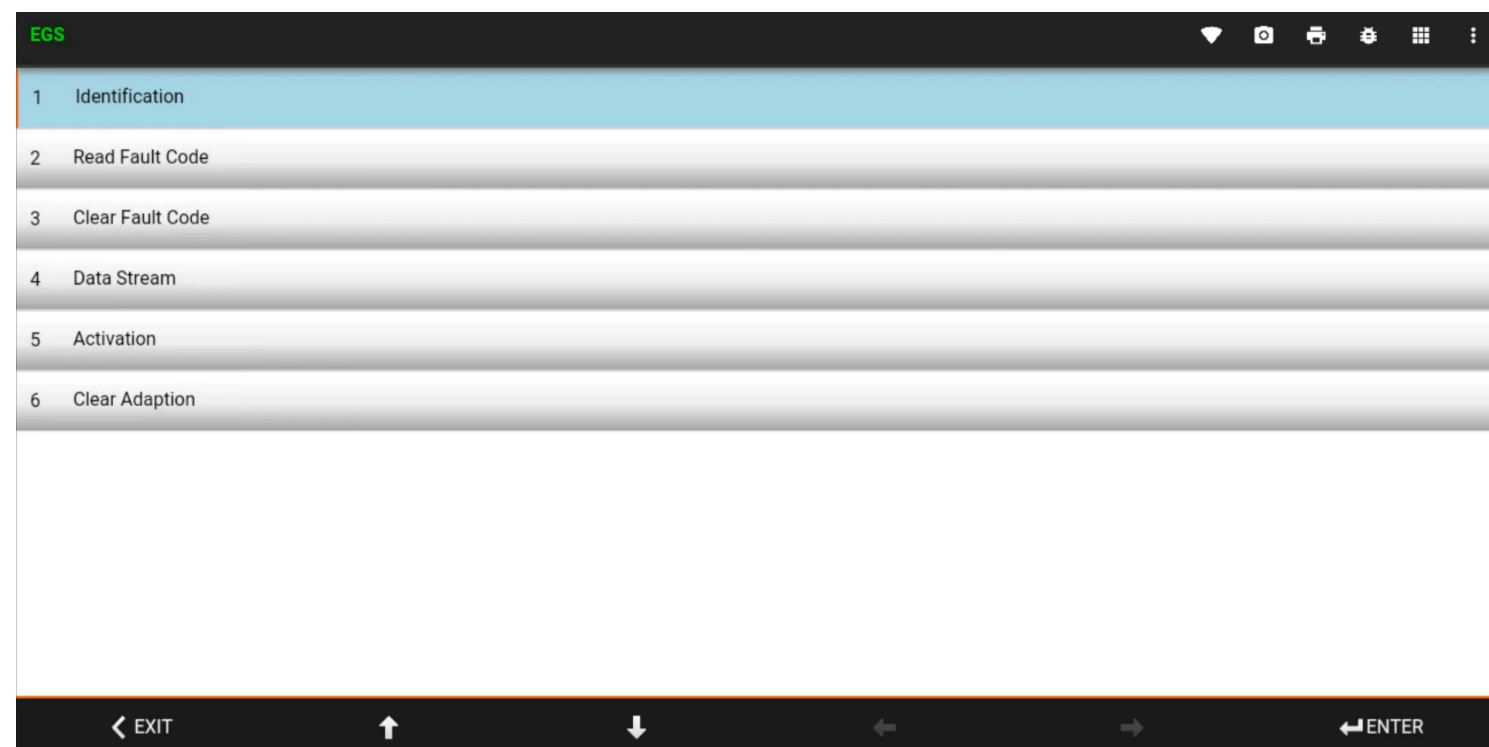 EGS
1 Identification
2 Read Fault Code
3 Clear Fault Code
4 Data Stream
5 Activation
6 Clear Adaption
EXIT ENTER